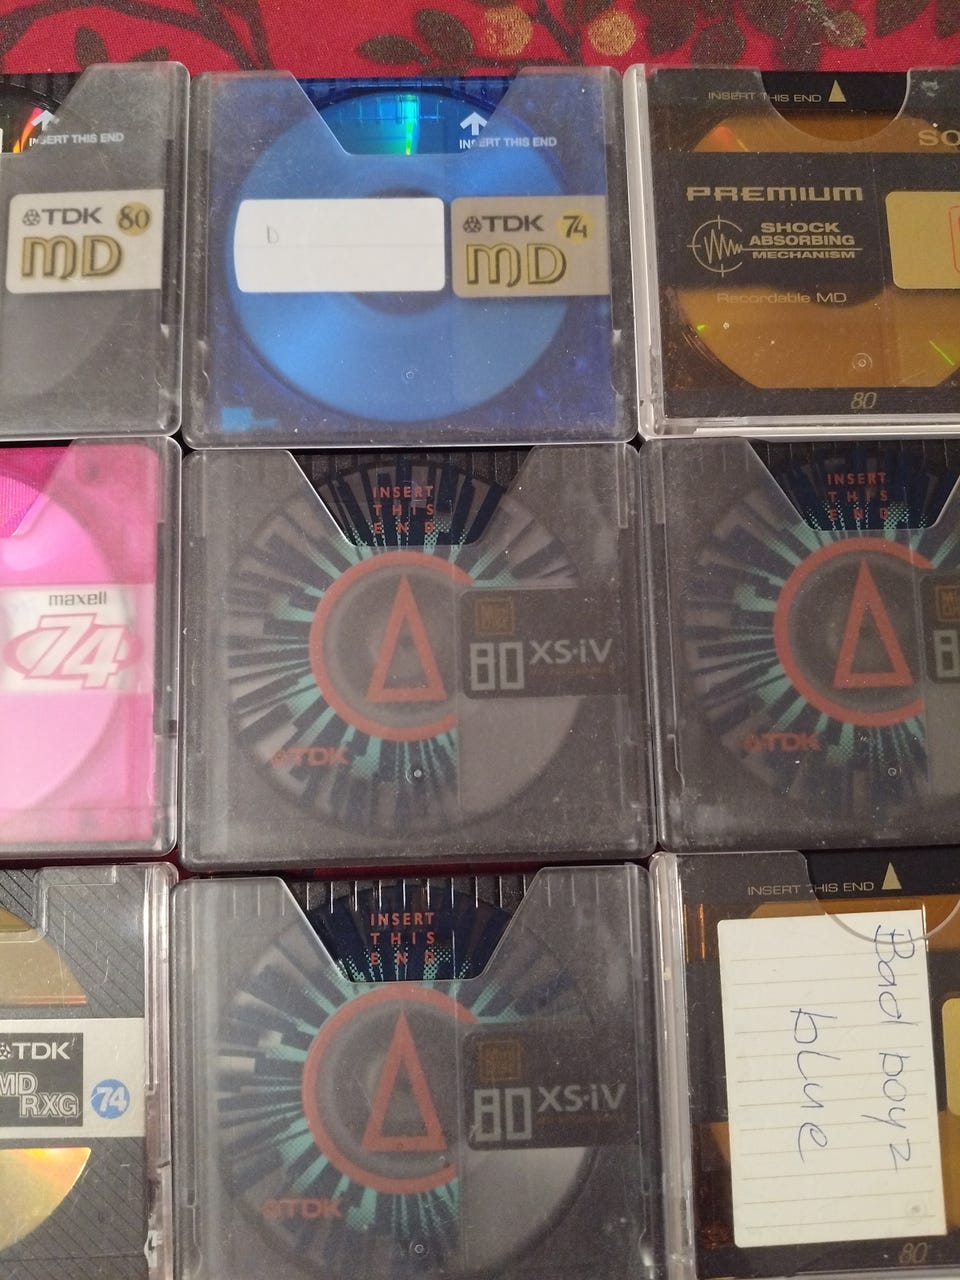 INSERT THIS END
TDK 80
MD
INSERT THIS END
D
TDK 74
MD
INSERT THIS END
SO
PREMIUM
SHOCK
ABSORBING
MECHANISM
Recordable MD
80
maxell
74
INSERT
THIS
END
80 XS-iV
TDK
INSERT
THIS
END
8
TDK
TDK
MD
RXG
74
INSERT
THIS
END
80 XS-iV
TDK
INSERT THIS END
Bad boyz
blue
80